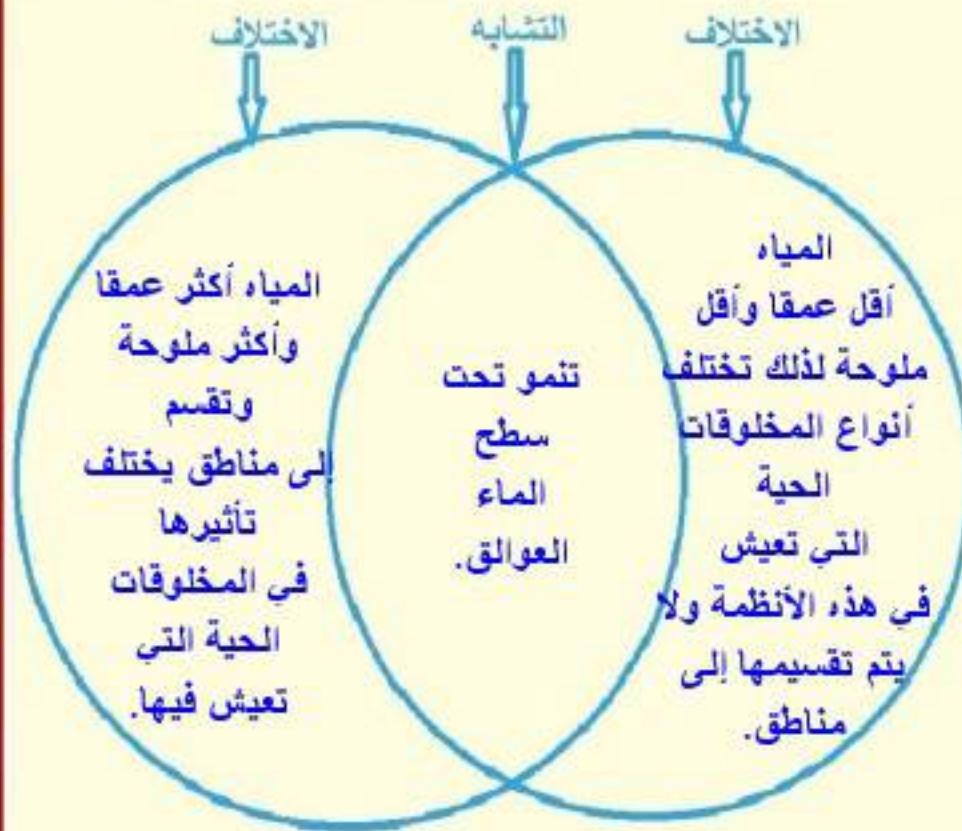 الاختلاف
التشابه
الاختلاف
المياه
أقل عمقا وأقل
ملوحة لذلك تختلف
أنواع المخلوقات
الحية
التي تعيش
في هذه الأنظمة ولا
يتم تقسيمها إلى
مناطق.
تنمو تحت
سطح
الماء
العوالق.
المياه أكثر عمقا
وأكثر ملوحة
وتقسم
إلى مناطق يختلف
تأثيرها
في المخلوقات
الحية التي
تعيش فيها.